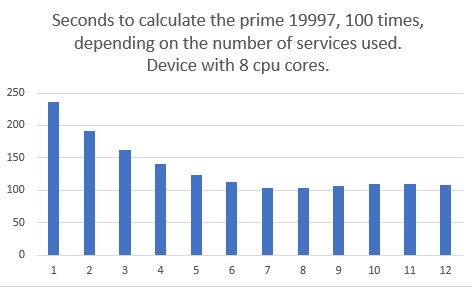 Seconds to calculate the prime 19997, 100 times,
depending on the number of services used.
Device with 8 cpu cores.
250
200
150
100
50
0
1 2 3 4 5 6 7 8 9 10 11 12